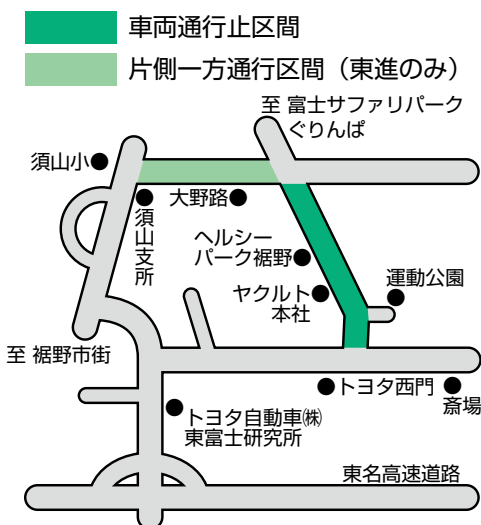 車両通行止区間
片側一方通行区間（東進のみ）
至 富士サファリパーク
ぐりんぱ
須山小
須山支所
大野路
ヘルシー
パーク裾野
ヤクルト
本社
運動公園
至 裾野市街
トヨタ西門
斎場
トヨタ自動車㈱
東富士研究所
東名高速道路